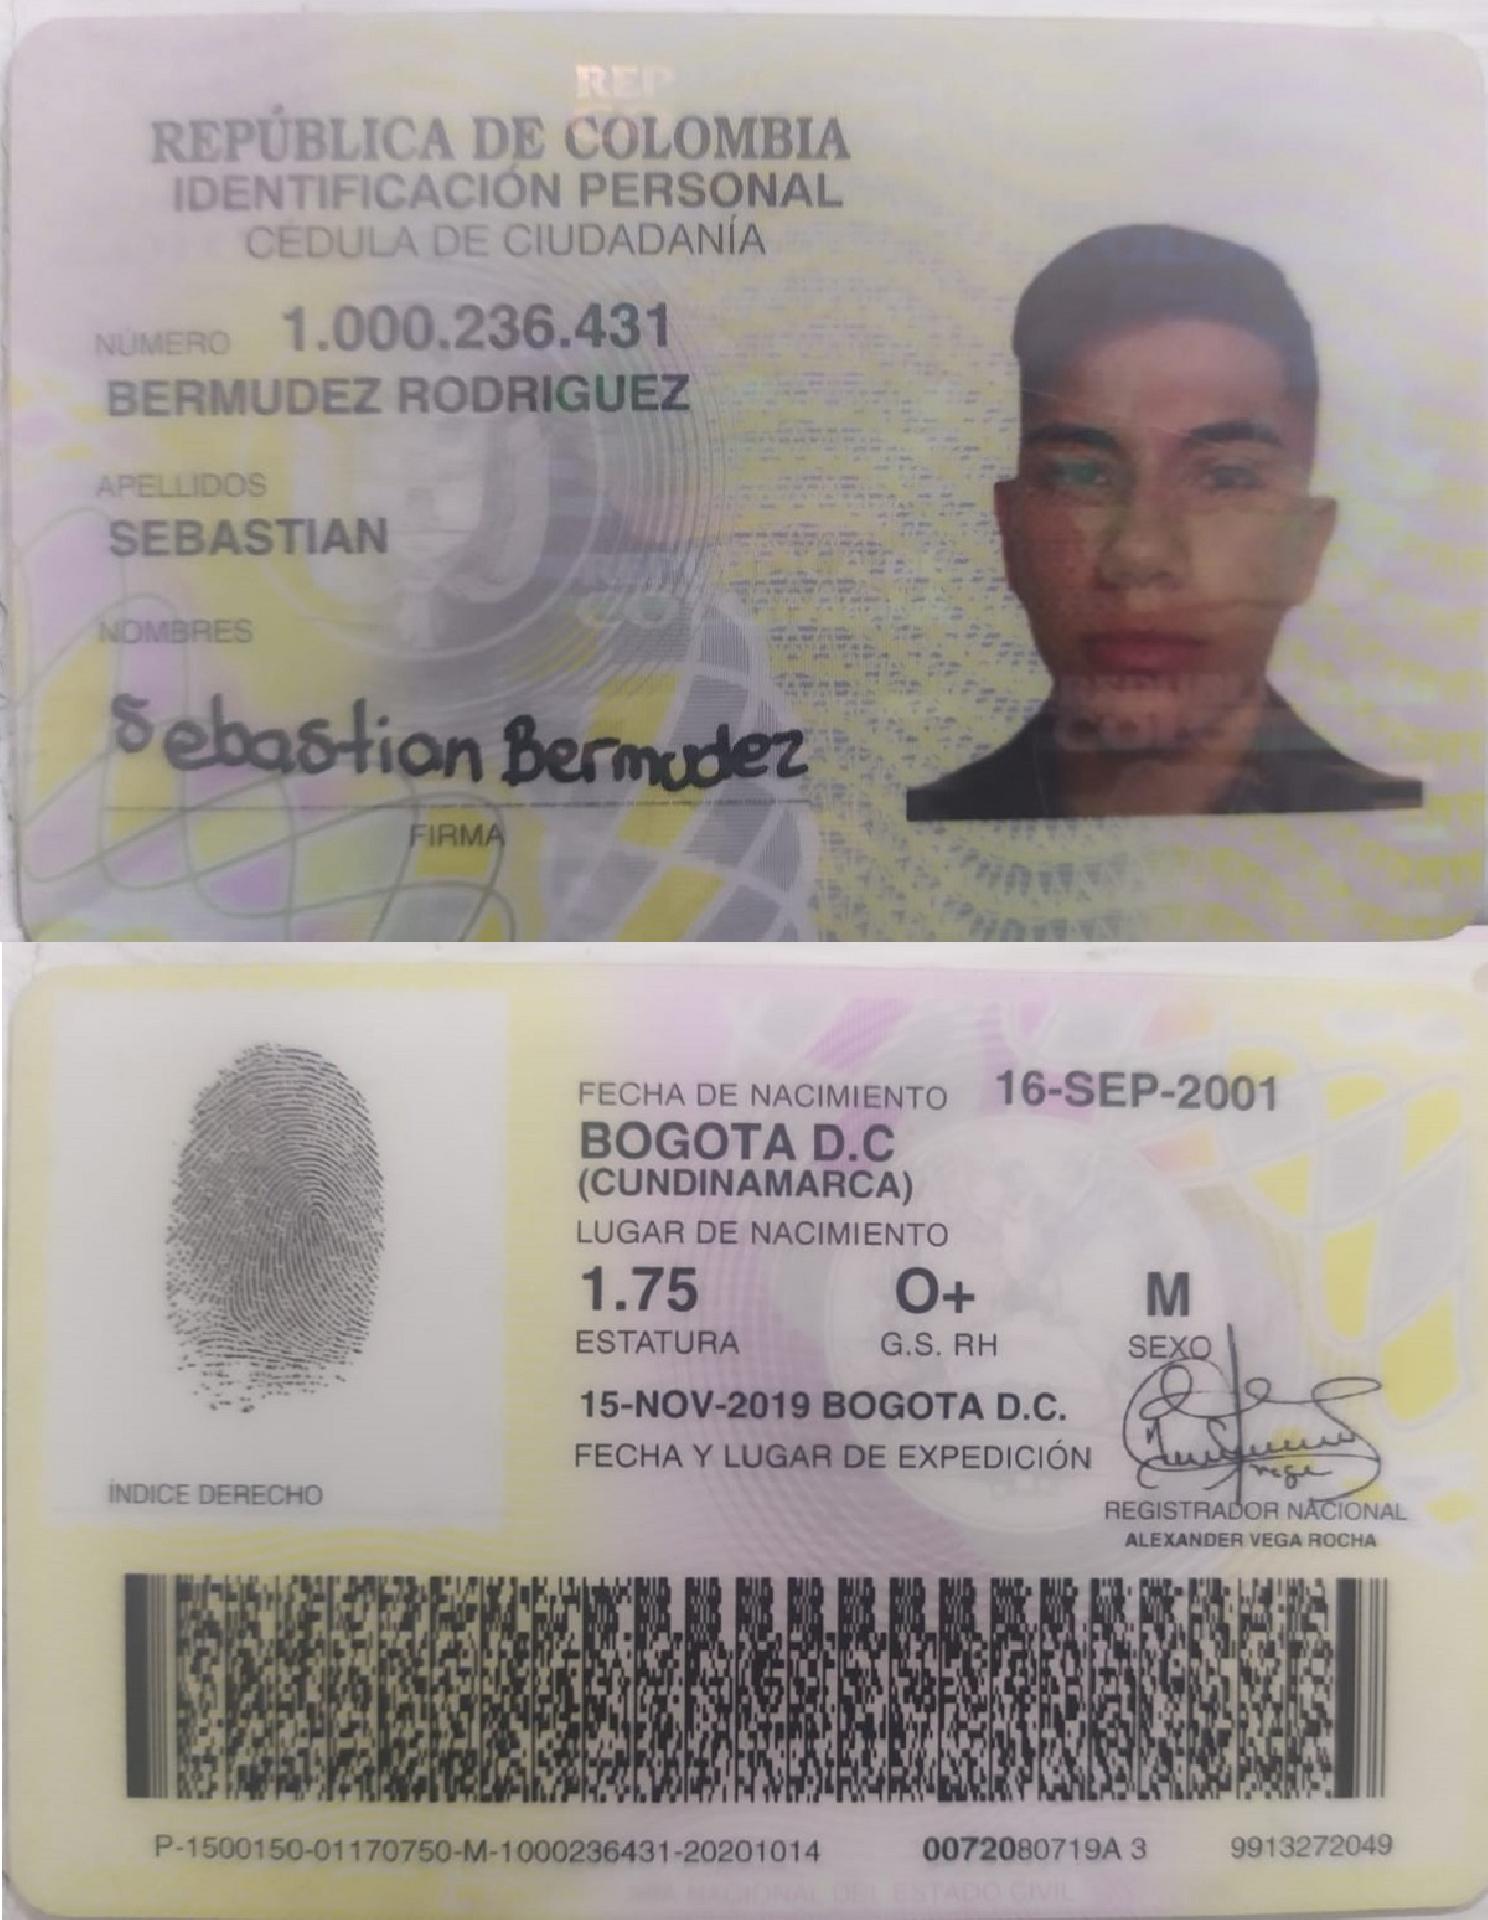 REP
REPÚBLICA DE COLOMBIA
IDENTIFICACIÓN PERSONAL
CÉDULA DE CIUDADANÍA
NÚMERO 1.000.236.431
BERMUDEZ RODRIGUEZ
APELLIDOS
SEBASTIAN
NOMBRES
Sebastian Bermudez
FIRMA
FECHA DE NACIMIENTO 16-SEP-2001
BOGOTA D.C
(CUNDINAMARCA)
LUGAR DE NACIMIENTO
1.75 O+ M
ESTATURA G.S. RH SEXO
15-NOV-2019 BOGOTA D.C.
FECHA Y LUGAR DE EXPEDICIÓN
ÍNDICE DERECHO
REGISTRADOR NACIONAL
ALEXANDER VEGA ROCHA
P-1500150-01170750-M-1000236431-20201014 0072080719A 3 9913272049
NACIONAL DEL ESTADO CIVIL